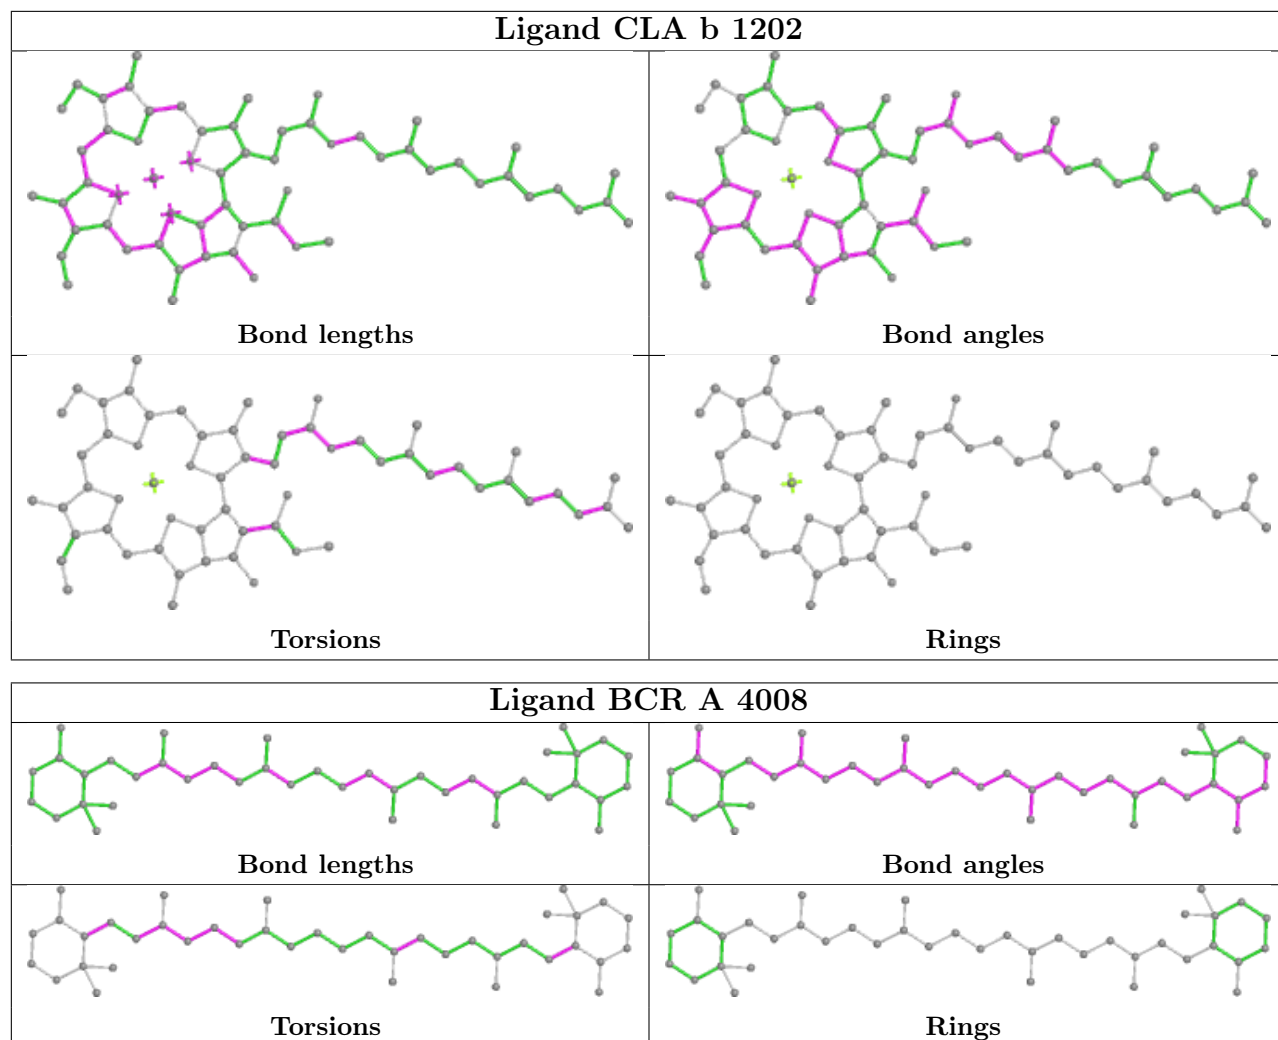 Ligand CLA b 1202
Bond lengths
Bond angles
Torsions
Rings
Ligand BCR A 4008
Bond lengths
Bond angles
Torsions
Rings